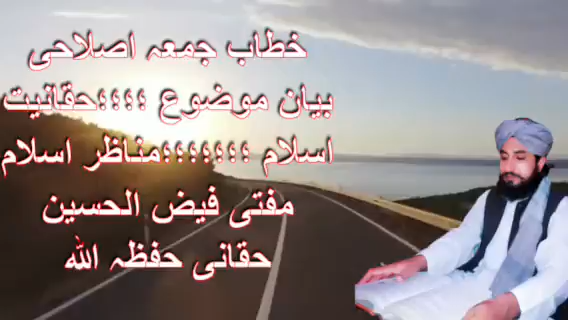 خطاب جمعہ اصلاحی
بیان موضوع ؛؛؛؛حقانیت
اسلام ؛؛؛؛؛؛؛مناظر اسلام
مفتی فیض الحسین
حقانی حفظہ اللہ